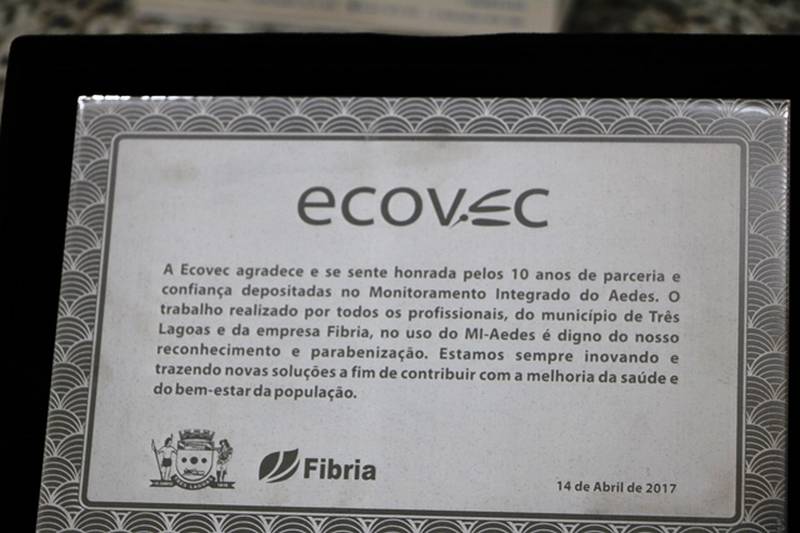 ecovec
A Ecovec agradece e se sente honrada pelos 10 anos de parceria e
confiança depositadas no Monitoramento Integrado do Aedes. O
trabalho realizado por todos os profissionais, do município de Três
Lagoas e da empresa Fibria, no uso do MI-Aedes é digno do nosso
reconhecimento e parabenização. Estamos sempre inovando e
trazendo novas soluções a fim de contribuir com a melhoria da saúde e
do bem-estar da população.
Fibria
14 de Abril de 2017